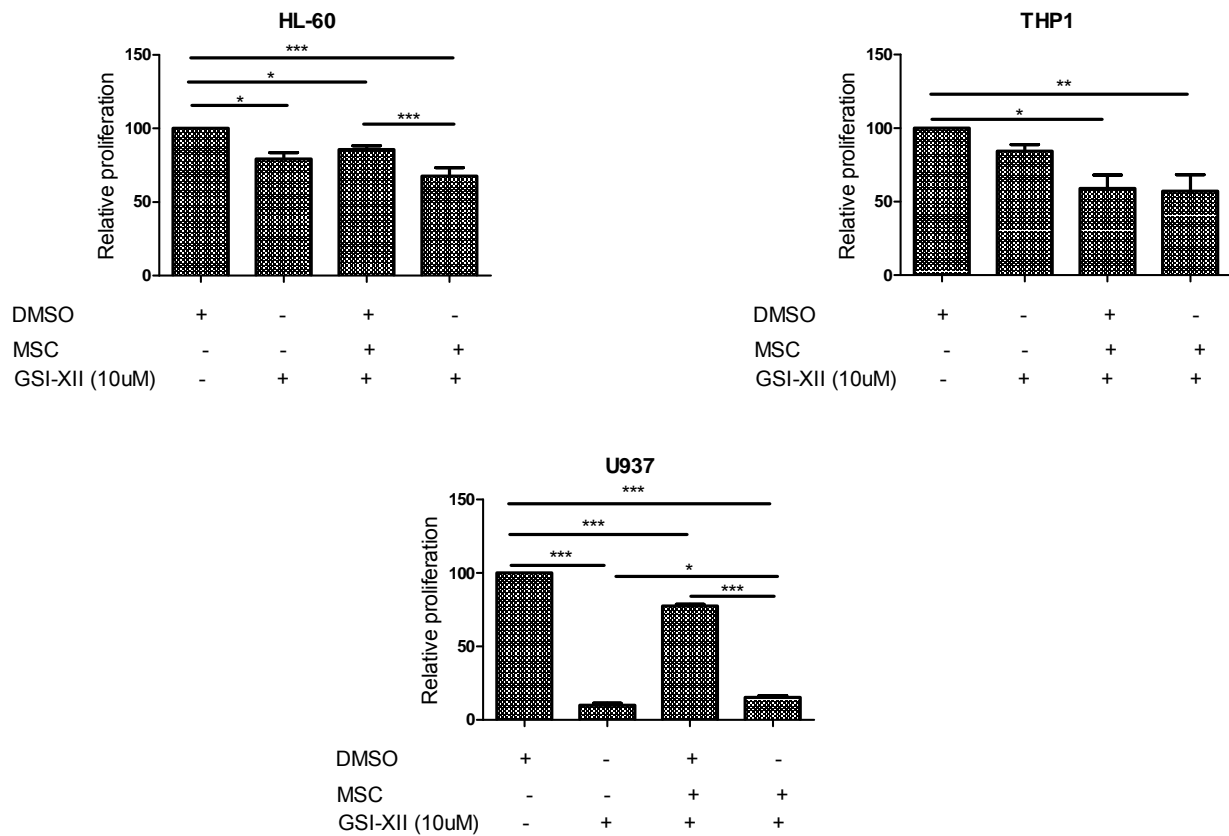 HL-60
150
100
50
0
Relative proliferation
***
*
*
***
DMSO + - + -
MSC - - + +
GSI-XII (10uM) - + + +
THP1
150
100
50
0
Relative proliferation
**
*
DMSO + - + -
MSC - - + +
GSI-XII (10uM) - + + +
U937
150
100
50
0
Relative proliferation
***
***
*** *
***
DMSO + - + -
MSC - - + +
GSI-XII (10uM) - + + +